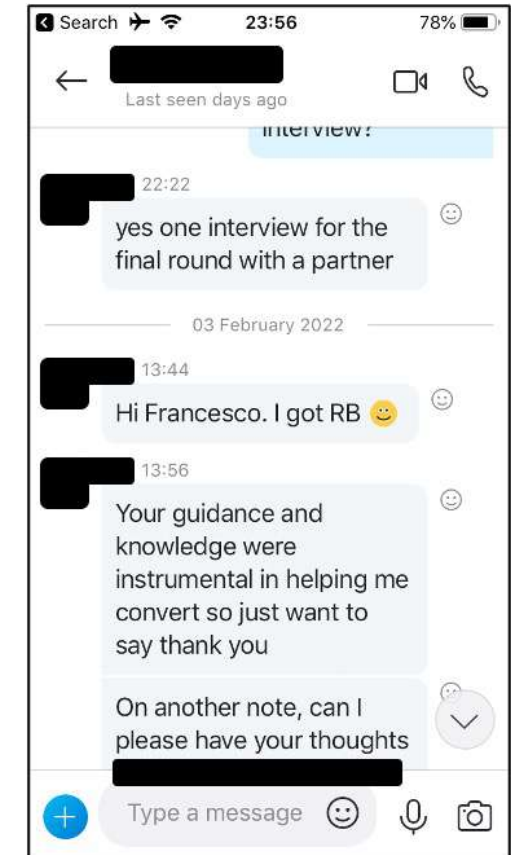 Search 23:56 78%
Last seen days ago
interview?
22:22
yes one interview for the
final round with a partner
03 February 2022
13:44
Hi Francesco. I got RB
13:56
Your guidance and
knowledge were
instrumental in helping me
convert so just want to
say thank you
On another note, can I
please have your thoughts
Type a message